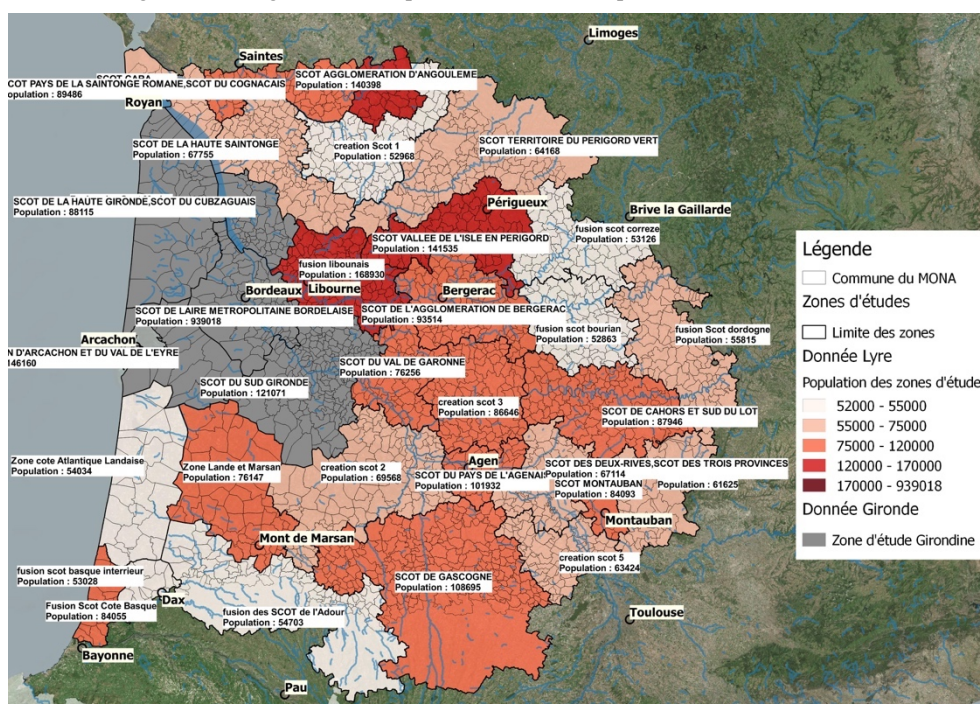 Limoges
Saintes
SCOT AGGLOMERATION D'ANGOULEME
Population : 140398
SCOT CARA
SCOT PAYS DE LA SAINTONGE ROMANE,SCOT DU COGNACAIS
Population : 89486
Royan
SCOT DE LA HAUTE SAINTONGE
Population : 67755
creation Scot 1
Population : 52968
SCOT TERRITOIRE DU PERIGORD VERT
Population : 64168
SCOT DE LA HAUTE GIRONDE,SCOT DU CUBZAGUAIS
Population : 88115
Périgueux
Brive la Gaillarde
SCOT VALLEE DE L'ISLE EN PERIGORD
Population : 141535
fusion scot correze
Population : 53126
fusion libounais
Population : 168930
Bordeaux
Libourne
Bergerac
SCOT DE LAIRE METROPOLITAINE BORDELAISE
Population : 939018
SCOT DE L'AGGLOMERATION DE BERGERAC
Population : 93514
Arcachon
N D'ARCACHON ET DU VAL DE L'EYRE
146160
fusion scot bourian
Population : 52863
fusion Scot dordogne
Population : 55815
SCOT DU SUD GIRONDE
Population : 121071
SCOT DU VAL DE GARONNE
Population : 76256
creation scot 3
Population : 86646
SCOT DE CAHORS ET SUD DU LOT
Population : 87946
Zone cote Atlantique Landaise
Population : 54034
Zone Lande et Marsan
Population : 76147
creation scot 2
Population : 69568
Agen
SCOT DU PAYS DE L'AGENAIS
Population : 101932
SCOT DES DEUX-RIVES,SCOT DES TROIS PROVINCES
Population : 67114
61625
SCOT MONTAUBAN
Population : 84093
Montauban
Mont de Marsan
creation scot 5
Population : 63424
fusion scot basque interrieur
Population : 53028
SCOT DE GASCOGNE
Population : 108695
Fusion Scot Cote Basque
Population : 84055
Dax
fusion des SCOT de l'Adour
Population : 54703
Toulouse
Bayonne
Pau
Légende
Commune du MONA
Zones d'études
Limite des zones
Donnée Lyre
Population des zones d'étude
52000 - 55000
55000 - 75000
75000 - 120000
120000 - 170000
170000 - 939018
Donnée Gironde
Zone d'étude Girondine